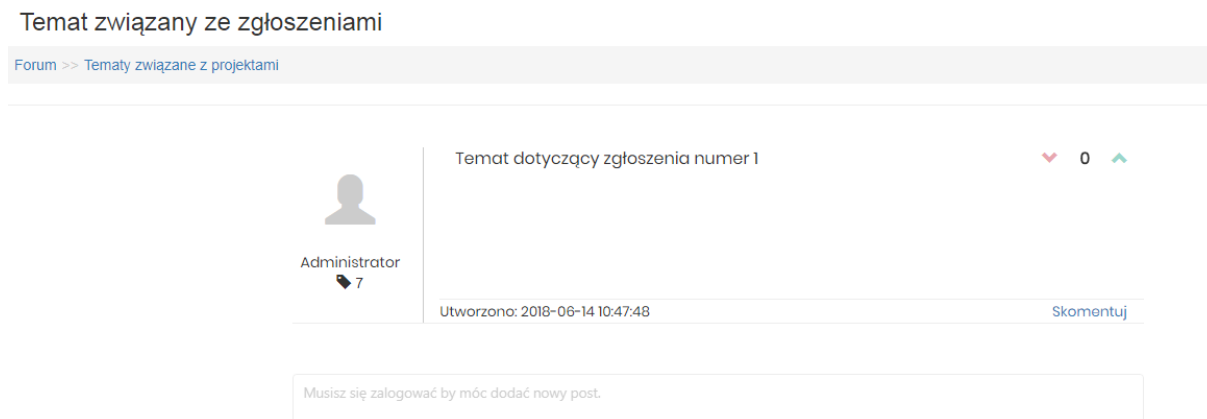 Temat związany ze zgłoszeniami
Forum >> Tematy związane z projektami
Temat dotyczący zgłoszenia numer 1
0
Administrator
7
Utworzono: 2018-06-14 10:47:48
Skomentuj
Musisz się zalogować by móc dodać nowy post.